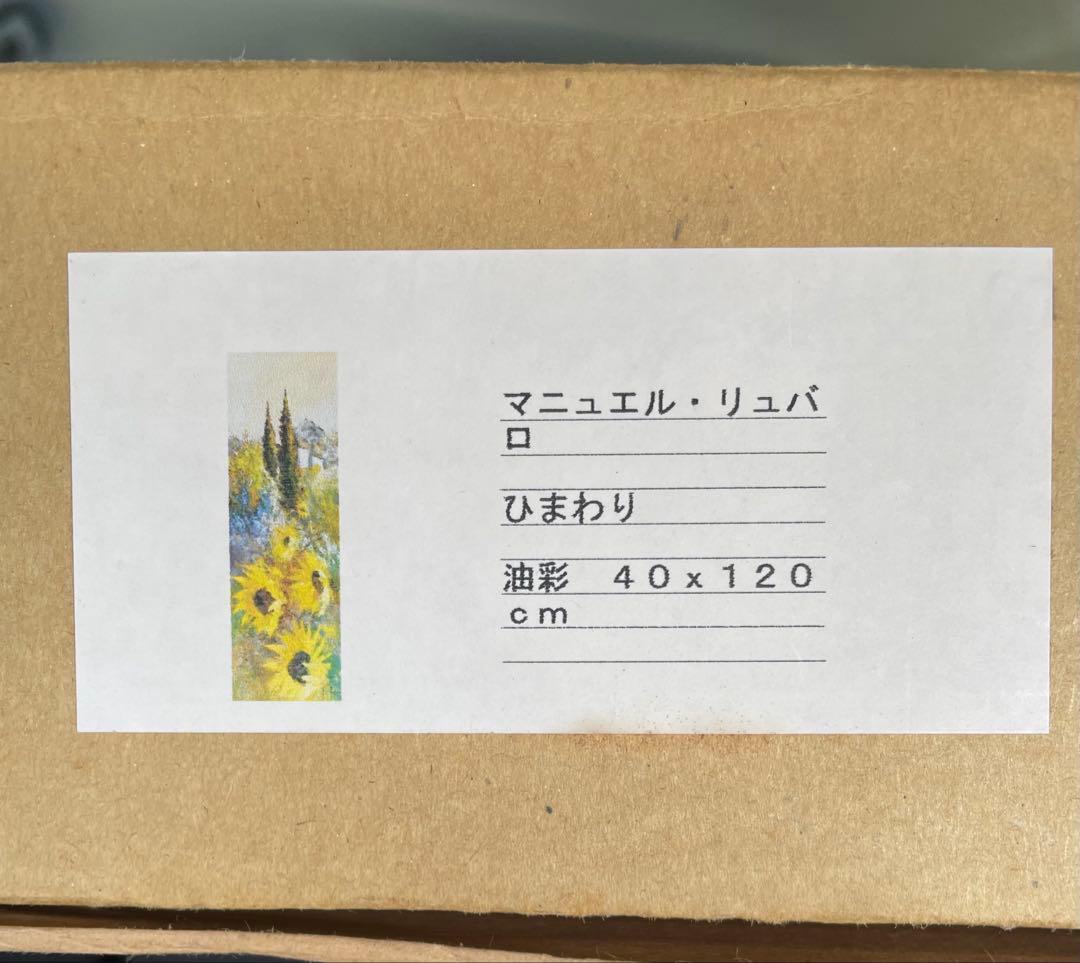 マニュエル・リュバ
ロ
ひまわり
油彩　４０ｘ１２０
ｃｍ